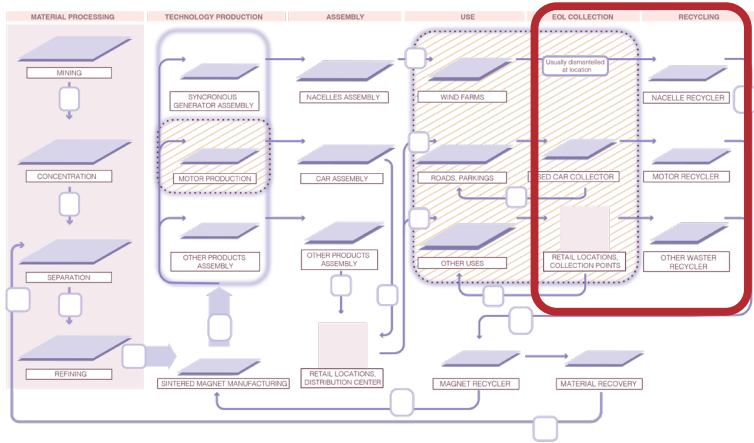 MATERIAL PROCESSING
TECHNOLOGY PRODUCTION
ASSEMBLY
USE
EOL COLLECTION
RECYCLING
MINING
SYNCRONOUS
GENERATOR ASSEMBLY
NACELLES ASSEMBLY
WIND FARMS
Usually dismantelled
at location
NACELLE RECYCLER
CONCENTRATION
MOTOR PRODUCTION
CAR ASSEMBLY
ROADS, PARKINGS
SED CAR COLLECTOR
MOTOR RECYCLER
SEPARATION
OTHER PRODUCTS
ASSEMBLY
OTHER PRODUCTS
ASSEMBLY
OTHER USES
RETAIL LOCATIONS,
COLLECTION POINTS
OTHER WASTER
RECYCLER
REFINING
SINTERED MAGNET MANUFACTURING
RETAIL LOCATIONS,
DISTRIBUTION CENTER
MAGNET RECYCLER
MATERIAL RECOVERY